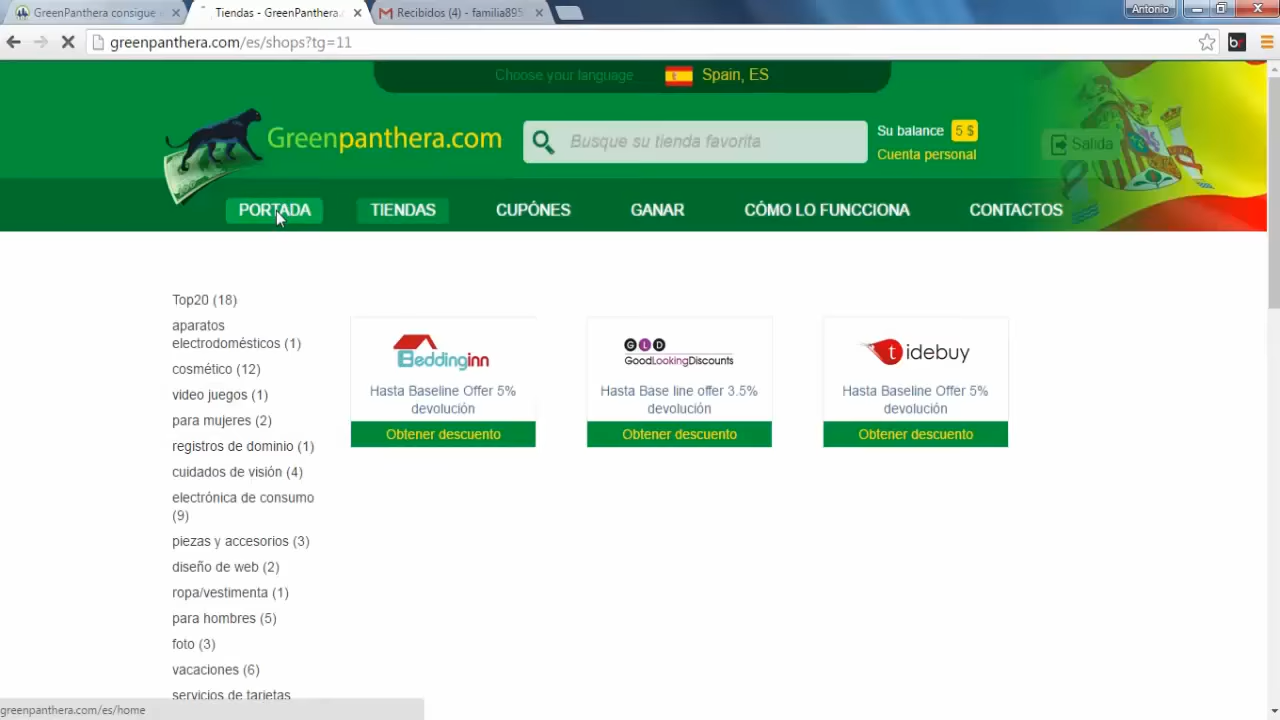 GreenPanthera consigue
Tiendas - GreenPanthera
Recibidos (4) - familia895
Antonio
greenpanthera.com/es/shops?tg=11
Choose your language
Spain, ES
Greenpanthera.com
Busque su tienda favorita
Su balance 5 $
Cuenta personal
Salida
PORTADA
TIENDAS
CUPÓNES
GANAR
CÓMO LO FUNCCIONA
CONTACTOS
Top20 (18)
aparatos
electrodomésticos (1)
cosmético (12)
video juegos (1)
para mujeres (2)
registros de dominio (1)
cuidados de visión (4)
electrónica de consumo
(9)
piezas y accesorios (3)
diseño de web (2)
ropa/vestimenta (1)
para hombres (5)
foto (3)
vacaciones (6)
servicios de tarjetas
Beddinginn
Hasta Baseline Offer 5%
devolución
Obtener descuento
GLD
GoodLookingDiscounts
Hasta Base line offer 3.5%
devolución
Obtener descuento
tidebuy
Hasta Baseline Offer 5%
devolución
Obtener descuento
greenpanthera.com/es/home